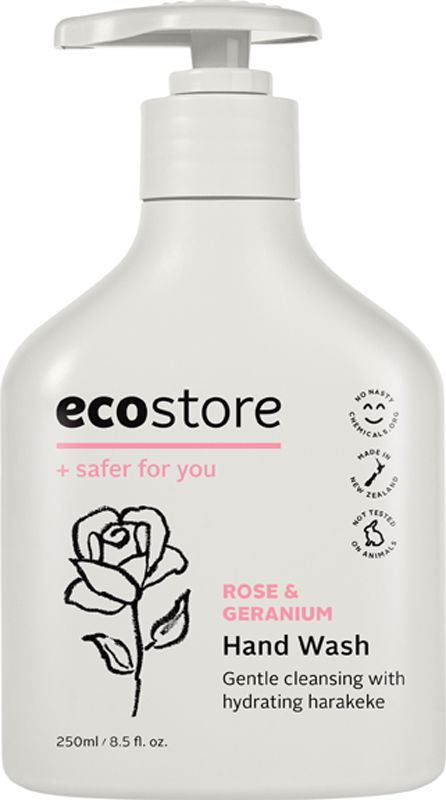 ecostore
+ safer for you
NO NASTY
CHEMICALS.ORG
MADE IN
NEW ZEALAND
NOT TESTED
ON ANIMALS
ROSE &
GERANIUM
Hand Wash
Gentle cleansing with
hydrating harakeke
250ml / 8.5 fl. oz.